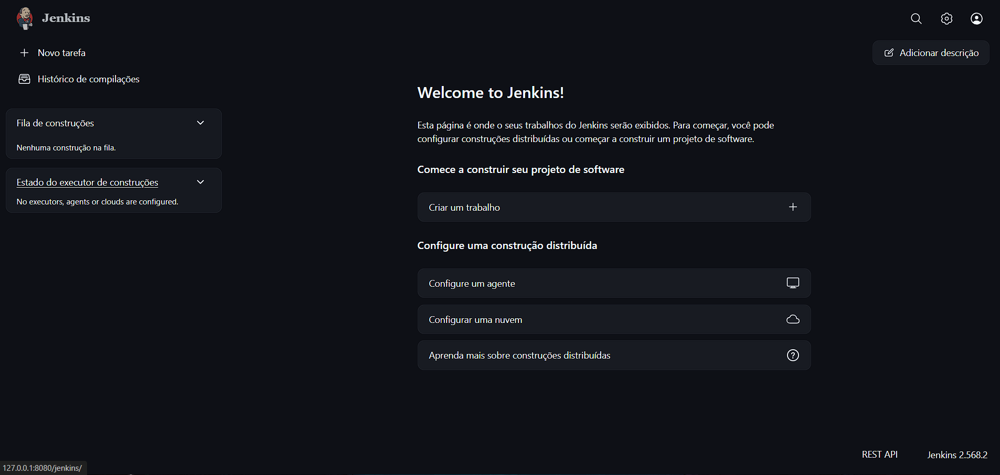 Jenkins
Novo tarefa
Adicionar descrição
Histórico de compilações
Fila de construções
Nenhuma construção na fila.
Estado do executor de construções
No executors, agents or clouds are configured.
Welcome to Jenkins!
Esta página é onde o seus trabalhos do Jenkins serão exibidos. Para começar, você pode
configurar construções distribuídas ou começar a construir um projeto de software.
Comece a construir seu projeto de software
Criar um trabalho
Configure uma construção distribuída
Configure um agente
Configurar uma nuvem
Aprenda mais sobre construções distribuídas
REST API
Jenkins 2.568.2
127.0.0.1:8080/jenkins/